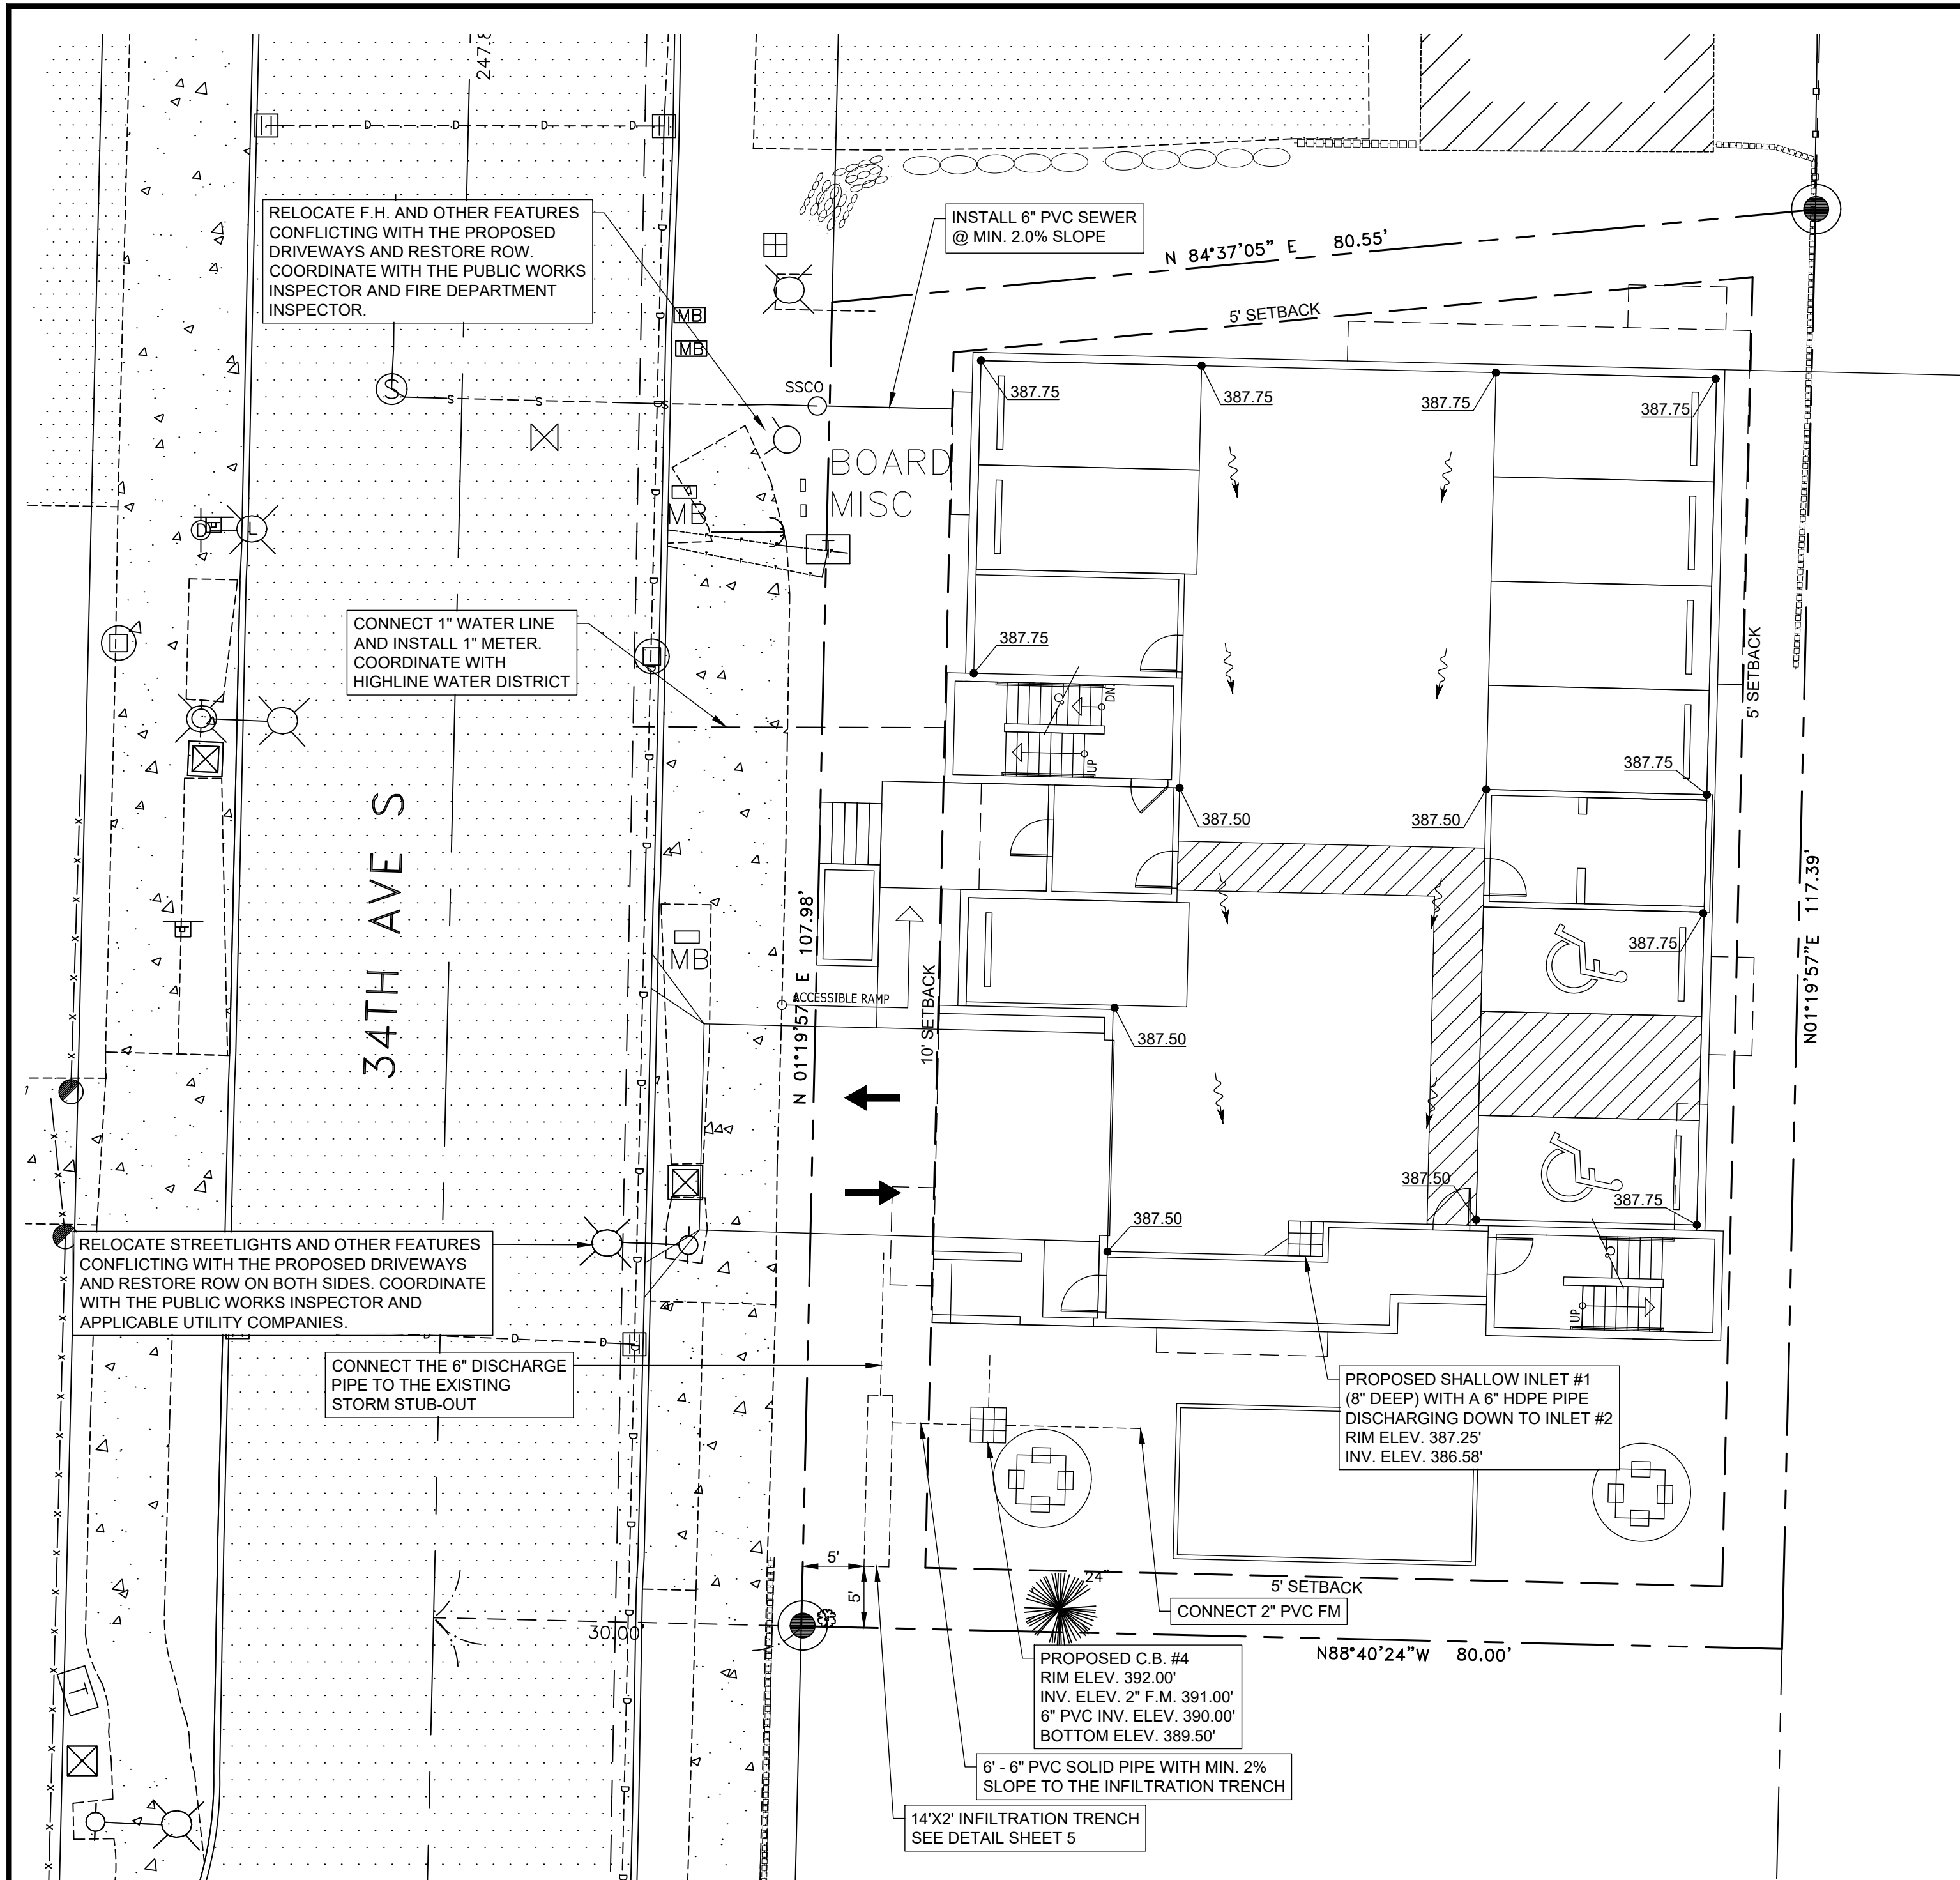 247.8
RELOCATE F.H. AND OTHER FEATURES
CONFLICTING WITH THE PROPOSED
DRIVEWAYS AND RESTORE ROW.
COORDINATE WITH THE PUBLIC WORKS
INSPECTOR AND FIRE DEPARTMENT
INSPECTOR.
INSTALL 6" PVC SEWER
@ MIN. 2.0% SLOPE
N 84°37'05" E 80.55'
5' SETBACK
MB
MB
SSCO
S
387.75
387.75
387.75
387.75
BOARD
MISC
MB
T
D
L
CONNECT 1" WATER LINE
AND INSTALL 1" METER.
COORDINATE WITH
HIGHLINE WATER DISTRICT
387.75
DN
UP
5' SETBACK
387.75
387.50
387.50
34TH AVE S
N 01°19'57" E 107.98'
N01°19'57"E 117.39'
MB
387.75
ACCESSIBLE RAMP
10' SETBACK
387.50
387.50
387.75
387.50
UP
RELOCATE STREETLIGHTS AND OTHER FEATURES
CONFLICTING WITH THE PROPOSED DRIVEWAYS
AND RESTORE ROW ON BOTH SIDES. COORDINATE
WITH THE PUBLIC WORKS INSPECTOR AND
APPLICABLE UTILITY COMPANIES.
CONNECT THE 6" DISCHARGE
PIPE TO THE EXISTING
STORM STUB-OUT
PROPOSED SHALLOW INLET #1
(8" DEEP) WITH A 6" HDPE PIPE
DISCHARGING DOWN TO INLET #2
RIM ELEV. 387.25'
INV. ELEV. 386.58'
5'
5'
24"
5' SETBACK
CONNECT 2" PVC FM
30.00'
N88°40'24"W 80.00'
PROPOSED C.B. #4
RIM ELEV. 392.00'
INV. ELEV. 2" F.M. 391.00'
6" PVC INV. ELEV. 390.00'
BOTTOM ELEV. 389.50'
T
6' - 6" PVC SOLID PIPE WITH MIN. 2%
SLOPE TO THE INFILTRATION TRENCH
14'X2' INFILTRATION TRENCH
SEE DETAIL SHEET 5